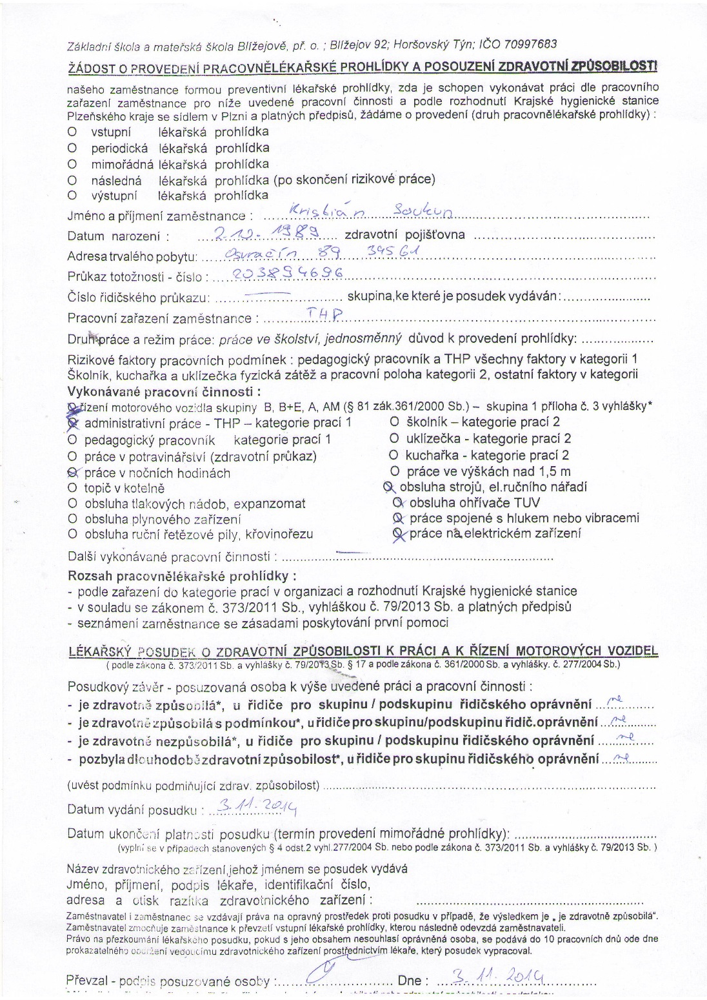 Základní škola a mateřská škola Blížejově, př. o. ; Blížejov 92; Horšovský Týn; IČO 70997683
ŽÁDOST O PROVEDENÍ PRACOVNĚLÉKAŘSKÉ PROHLÍDKY A POSOUZENÍ ZDRAVOTNÍ ZPŮSOBILOSTI
našeho zaměstnance formou preventivní lékařské prohlídky, zda je schopen vykonávat práci dle pracovního
zařazení zaměstnance pro níže uvedené pracovní činnosti a podle rozhodnutí Krajské hygienické stanice
Plzeňského kraje se sídlem v Plzni a platných předpisů, žádáme o provedení (druh pracovnělékařské prohlídky) :
O vstupní lékařská prohlídka
O periodická lékařská prohlídka
O mimořádná lékařská prohlídka
O následná lékařská prohlídka (po skončení rizikové práce)
O výstupní lékařská prohlídka
Jméno a příjmení zaměstnance : Kristián Soukup
Datum narození : 2.10.1989 zdravotní pojišťovna
Adresa trvalého pobytu: Osvračín 89 34561
Průkaz totožnosti - číslo : 203894696
Číslo řidičského průkazu: skupina,ke které je posudek vydáván:
Pracovní zařazení zaměstnance : THP
Druh práce a režim práce: práce ve školství, jednosměnný důvod k provedení prohlídky:
Rizikové faktory pracovních podmínek : pedagogický pracovník a THP všechny faktory v kategorii 1
Školník, kuchařka a uklízečka fyzická zátěž a pracovní poloha kategorii 2, ostatní faktory v kategorii
Vykonávané pracovní činnosti :
řízení motorového vozidla skupiny B, B+E, A, AM (§ 81 zák.361/2000 Sb.) – skupina 1 příloha č. 3 vyhlášky*
O administrativní práce - THP – kategorie prací 1 O školník – kategorie prací 2
O pedagogický pracovník kategorie prací 1 O uklízečka - kategorie prací 2
O práce v potravinářství (zdravotní průkaz) O kuchařka - kategorie prací 2
O práce v nočních hodinách O práce ve výškách nad 1,5 m
O topič v kotelně O obsluha strojů, el.ručního nářadí
O obsluha tlakových nádob, expanzomat O obsluha ohřívače TUV
O obsluha plynového zařízení O práce spojené s hlukem nebo vibracemi
O obsluha ruční řetězové pily, křovinořezu O práce na elektrickém zařízení
Další vykonávané pracovní činnosti :
Rozsah pracovnělékařské prohlídky :
- podle zařazení do kategorie prací v organizaci a rozhodnutí Krajské hygienické stanice
- v souladu se zákonem č. 373/2011 Sb., vyhláškou č. 79/2013 Sb. a platných předpisů
- seznámení zaměstnance se zásadami poskytování první pomoci
LÉKAŘSKÝ POSUDEK O ZDRAVOTNÍ ZPŮSOBILOSTI K PRÁCI A K ŘÍZENÍ MOTOROVÝCH VOZIDEL
( podle zákona č. 373/2011 Sb. a vyhlášky č. 79/2013 Sb. § 17 a podle zákona č. 361/2000 Sb. a vyhlášky. č. 277/2004 Sb.)
Posudkový závěr - posuzovaná osoba k výše uvedené práci a pracovní činnosti :
- je zdravotně způsobilá*, u řidiče pro skupinu / podskupinu řidičského oprávnění ne
- je zdravotně způsobilá s podmínkou*, u řidiče pro skupinu/podskupinu řidič.oprávnění ne
- je zdravotně nezpůsobilá*, u řidiče pro skupinu / podskupinu řidičského oprávnění ne
- pozbyla dlouhodobě zdravotní způsobilost*, u řidiče pro skupinu řidičského oprávnění ne
(uvést podmínku podmiňující zdrav. způsobilost)
Datum vydání posudku : 3.11.2014
Datum ukončení platnosti posudku (termín provedení mimořádné prohlídky):
(vyplní se v případech stanovených § 4 odst.2 vyhl.277/2004 Sb. nebo podle zákona č. 373/2011 Sb. a vyhlášky č. 79/2013 Sb. )
Název zdravotnického zařízení,jehož jménem se posudek vydává
Jméno, příjmení, podpis lékaře, identifikační číslo,
adresa a otisk razítka zdravotnického zařízení :
Zaměstnavatel i zaměstnanec se vzdávají práva na opravný prostředek proti posudku v případě, že výsledkem je „ je zdravotně způsobilá“.
Zaměstnavatel zmocňuje zaměstnance k převzetí vstupní lékařské prohlídky, kterou následně odevzdá zaměstnavateli.
Právo na přezkoumání lékařského posudku, pokud s jeho obsahem nesouhlasí oprávněná osoba, se podává do 10 pracovních dnů ode dne
prokazatelného obdržení vedoucímu zdravotnického zařízení prostřednictvím lékaře, který posudek vypracoval.
Převzal - podpis posuzované osoby : Dne : 3.11.2014